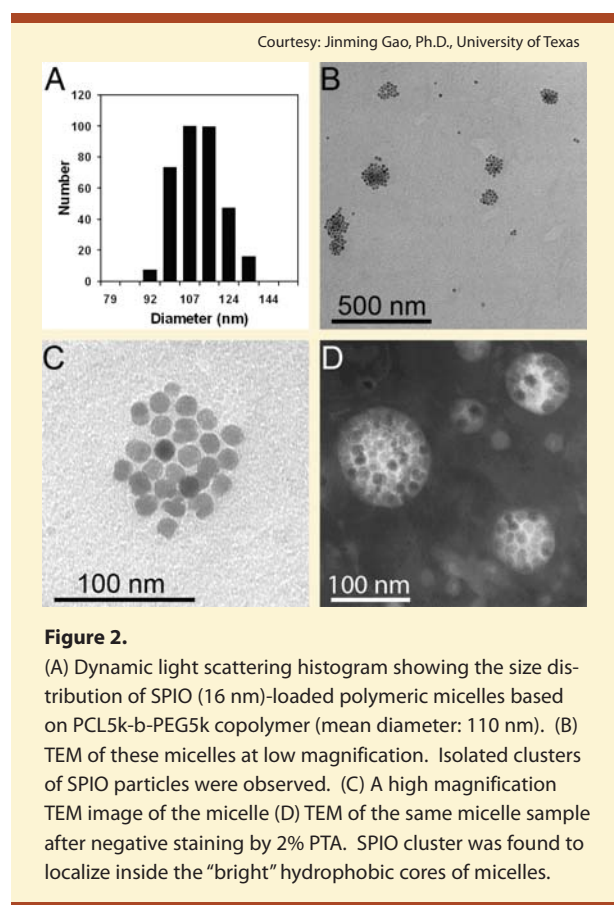 Courtesy: Jinming Gao, Ph.D., University of Texas
A
120
100
80
60
40
20
0
Number
79 92 107 124 144
Diameter (nm)
B
500 nm
C
100 nm
D
100 nm
Figure 2.
(A) Dynamic light scattering histogram showing the size dis-
tribution of SPIO (16 nm)-loaded polymeric micelles based
on PCL5k-b-PEG5k copolymer (mean diameter: 110 nm). (B)
TEM of these micelles at low magnification. Isolated clusters
of SPIO particles were observed. (C) A high magnification
TEM image of the micelle (D) TEM of the same micelle sample
after negative staining by 2% PTA. SPIO cluster was found to
localize inside the “bright” hydrophobic cores of micelles.